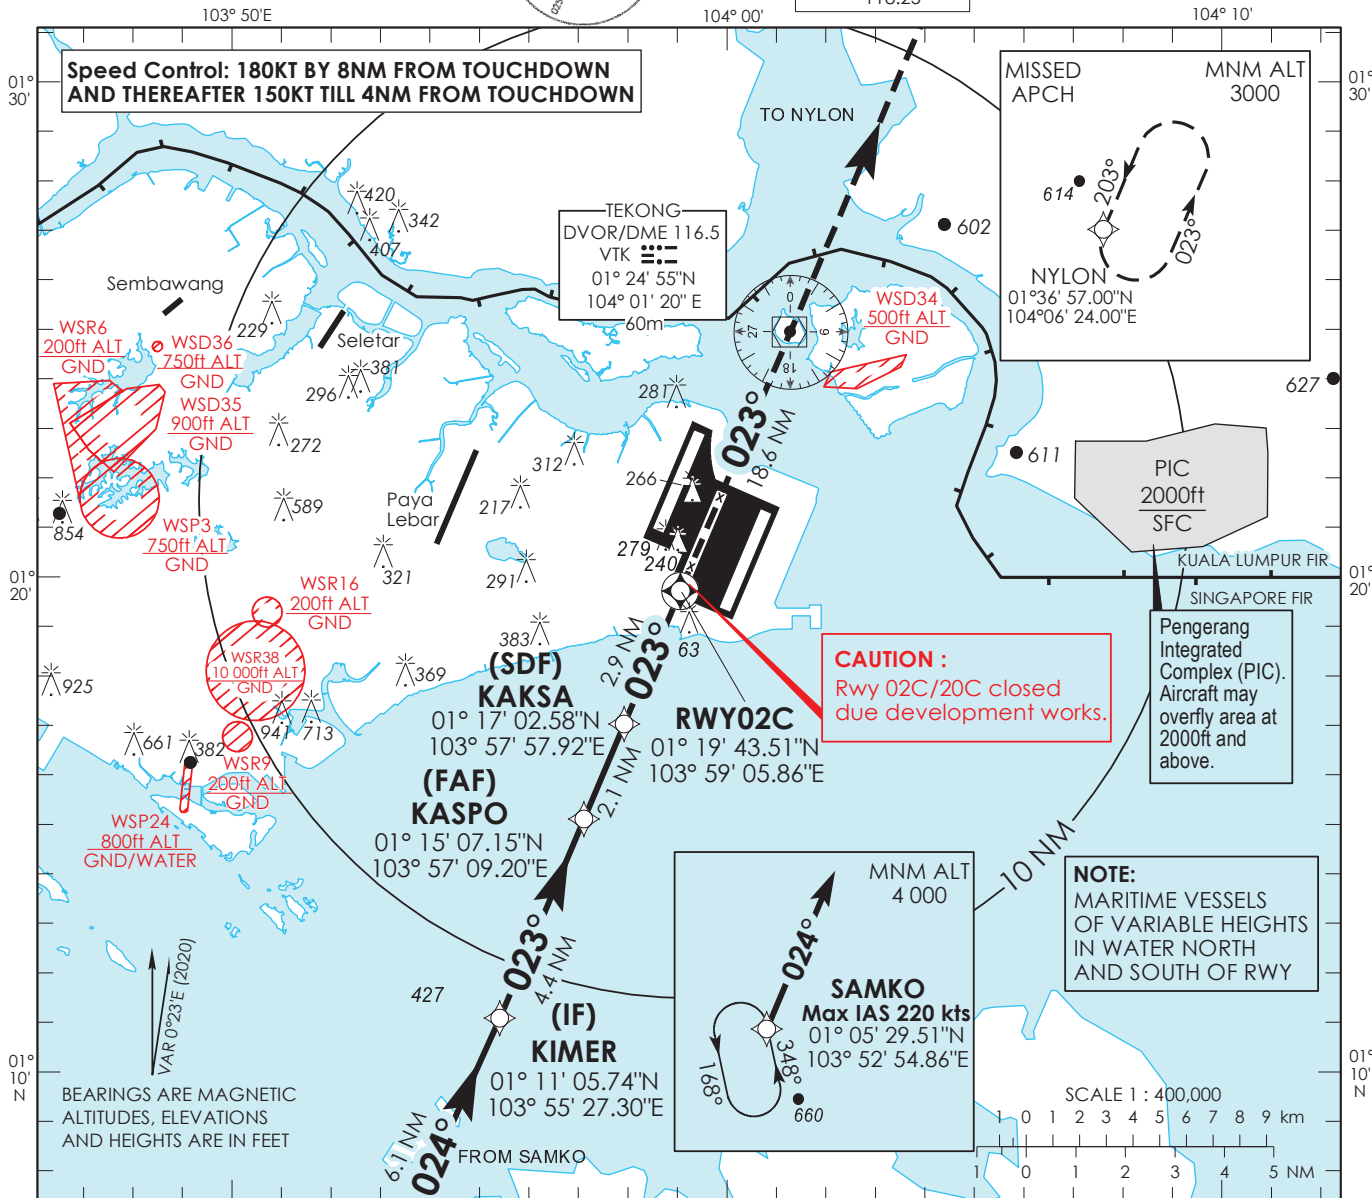 103° 50'E
104° 00'
104° 10'
Speed Control: 180KT BY 8NM FROM TOUCHDOWN
AND THEREAFTER 150KT TILL 4NM FROM TOUCHDOWN
01°
30'
01°
30'
TO NYLON
MISSED
APCH
MNM ALT
3000
614
203°
023°
NYLON
01°36' 57.00"N
104°06' 24.00"E
420
342
407
TEKONG
DVOR/DME 116.5
VTK
01° 24' 55"N
104° 01' 20" E
60m
602
Sembawang
229
Seletar
WSR6
200ft ALT
GND
WSD36
750ft ALT
GND
WSD35
900ft ALT
GND
WSD34
500ft ALT
GND
0
9
18
27
381
296
281
627
272
312
023°
18.6 NM
611
589
Paya
Lebar
217
266
PIC
2000ft
SFC
854
WSP3
750ft ALT
GND
321
291
279
240
x
x
KUALA LUMPUR FIR
01°
20'
01°
20'
SINGAPORE FIR
WSR16
200ft ALT
GND
383
63
Pengerang
Integrated
Complex (PIC).
Aircraft may
overfly area at
2000ft and
above.
WSR38
10 000ft ALT
GND
925
369
(SDF)
KAKSA
01° 17' 02.58"N
103° 57' 57.92"E
2.9 NM
023°
RWY02C
01° 19' 43.51"N
103° 59' 05.86"E
CAUTION :
Rwy 02C/20C closed
due development works.
941
713
661
382
WSR9
200ft ALT
GND
(FAF)
KASPO
01° 15' 07.15"N
103° 57' 09.20"E
2.1 NM
WSP24
800ft ALT
GND/WATER
10 NM
NOTE:
MARITIME VESSELS
OF VARIABLE HEIGHTS
IN WATER NORTH
AND SOUTH OF RWY
MNM ALT
4 000
024°
SAMKO
Max IAS 220 kts
01° 05' 29.51"N
103° 52' 54.86"E
348°
168°
660
023°
4.4 NM
427
(IF)
KIMER
01° 11' 05.74"N
103° 55' 27.30"E
VAR 0°23'E (2020)
01°
10'
N
01°
10'
N
BEARINGS ARE MAGNETIC
ALTITUDES, ELEVATIONS
AND HEIGHTS ARE IN FEET
6.1 NM
024°
FROM SAMKO
SCALE 1 : 400,000
1 0 1 2 3 4 5 6 7 8 9 km
1 0 1 2 3 4 5 NM